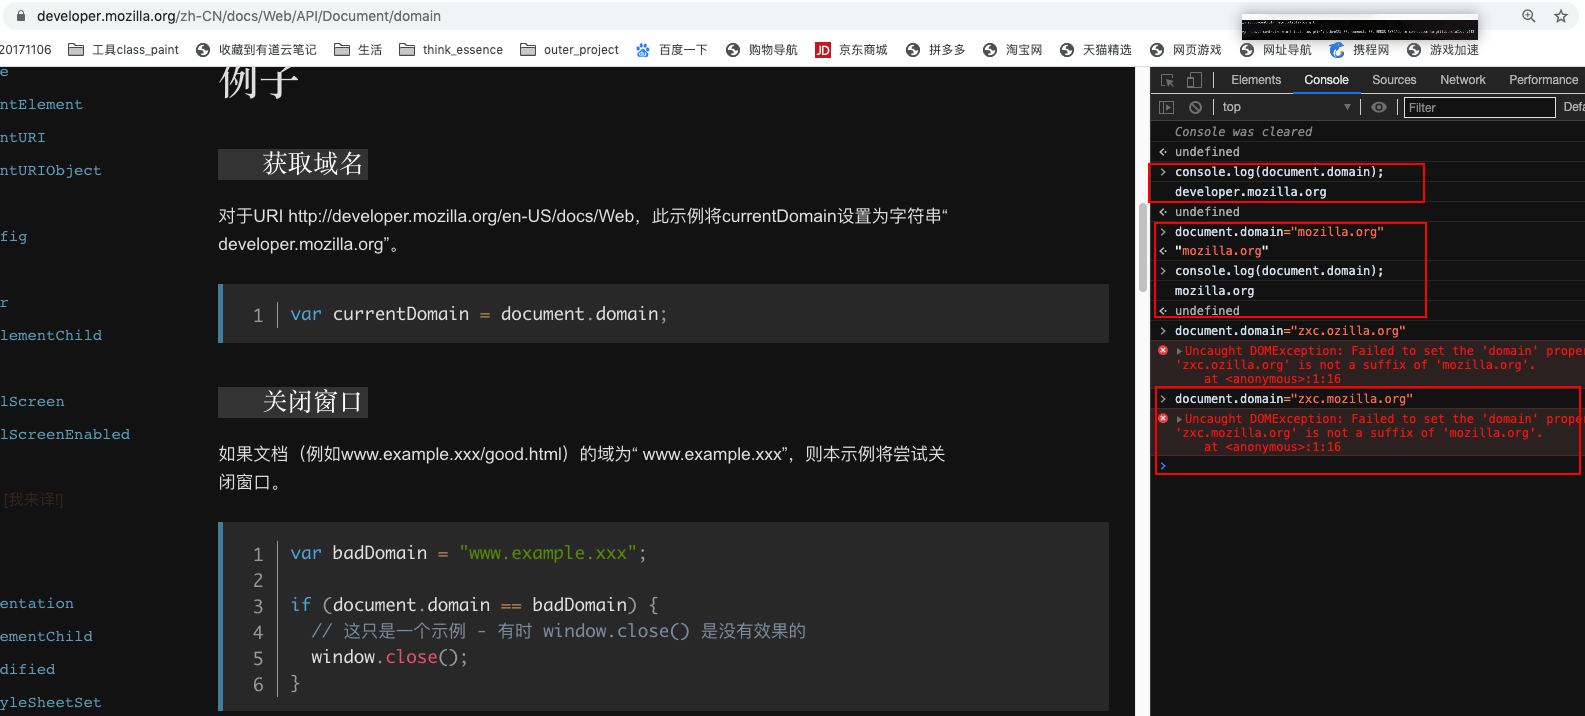 developer.mozilla.org/zh-CN/docs/Web/API/Document/domain
20171106 工具class_paint 收藏到有道云笔记 生活 think_essence outer_project 百度一下 购物导航 JD 京东商城 拼多多 淘宝网 天猫精选 网页游戏 网址导航 携程网 游戏加速
e
ntElement
ntURI
ntURIObject
fig
r
lementChild
lScreen
lScreenEnabled
[我来译!]
entation
ementChild
dified
yleSheetSet
例子
获取域名
对于URI http://developer.mozilla.org/en-US/docs/Web，此示例将currentDomain设置为字符串“
developer.mozilla.org”。
1 var currentDomain = document.domain;
关闭窗口
如果文档（例如www.example.xxx/good.html）的域为“ www.example.xxx”，则本示例将尝试关
闭窗口。
1 var badDomain = "www.example.xxx";
2
3 if (document.domain == badDomain) {
4 // 这只是一个示例 - 有时 window.close() 是没有效果的
5 window.close();
6 }
Elements Console Sources Network Performance
top Filter Defa
Console was cleared
undefined
console.log(document.domain);
developer.mozilla.org
undefined
document.domain="mozilla.org"
"mozilla.org"
console.log(document.domain);
mozilla.org
undefined
document.domain="zxc.ozilla.org"
Uncaught DOMException: Failed to set the 'domain' proper
'zxc.ozilla.org' is not a suffix of 'mozilla.org'.
at <anonymous>:1:16
document.domain="zxc.mozilla.org"
Uncaught DOMException: Failed to set the 'domain' proper
'zxc.mozilla.org' is not a suffix of 'mozilla.org'.
at <anonymous>:1:16